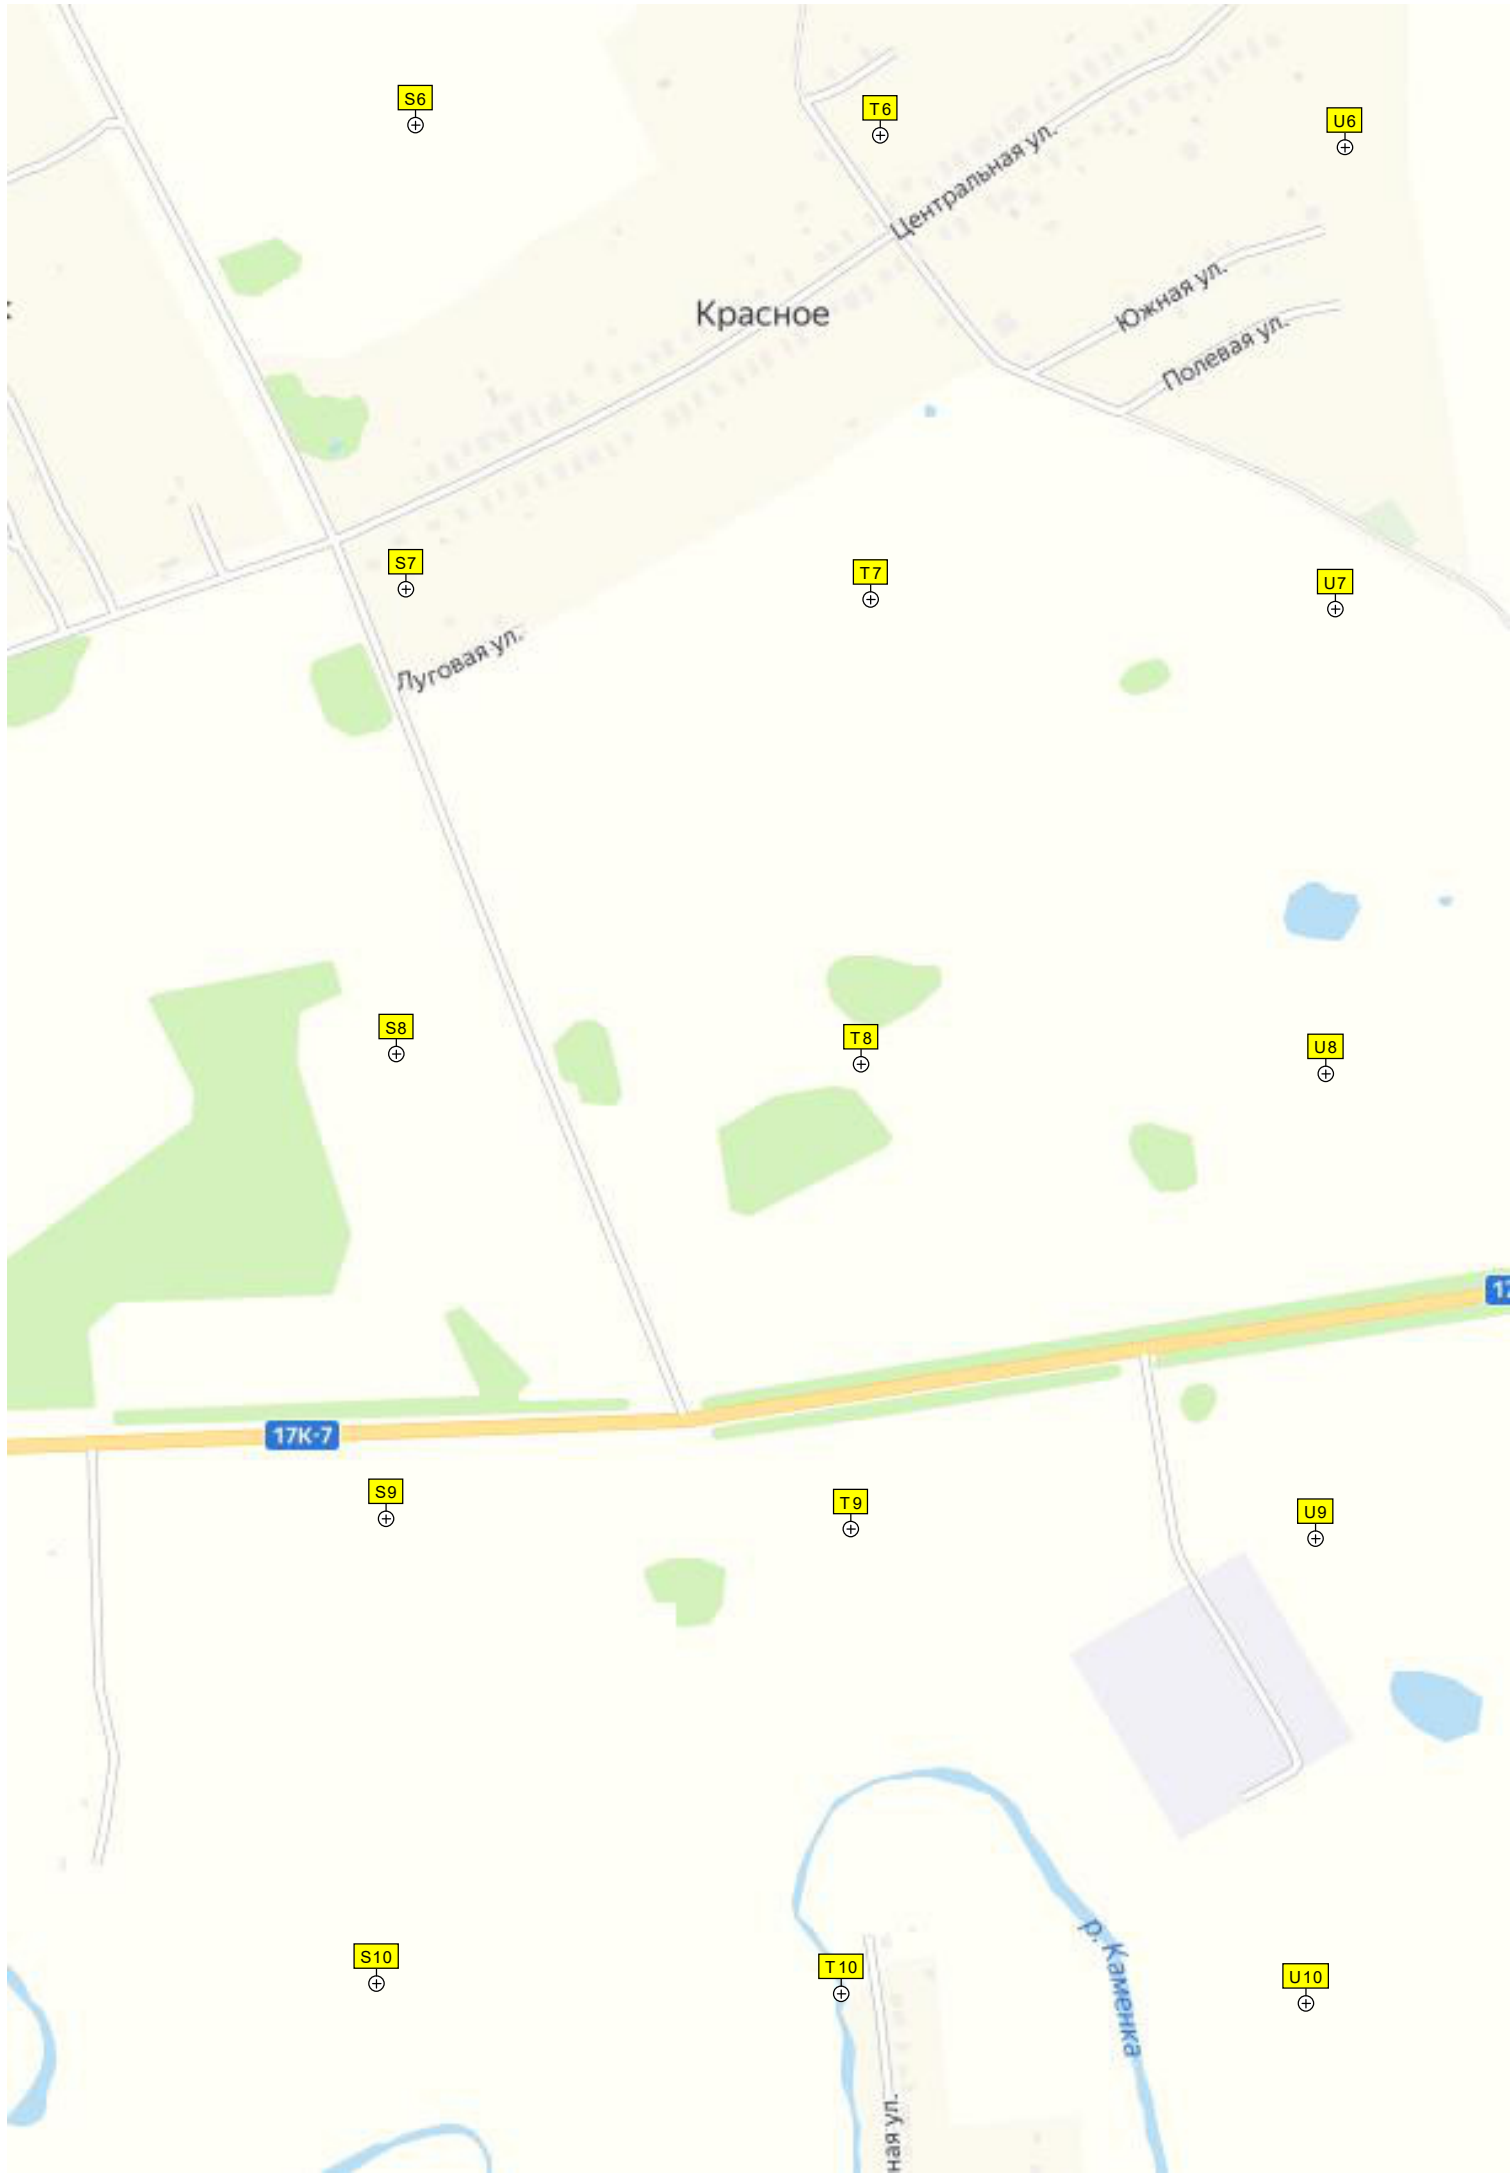 S6
T6
U6
Центральная ул.
Красное
Южная ул.
Полевая ул.
S7
T7
U7
Луговая ул.
S8
T8
U8
17К-7
S9
T9
U9
S10
T10
U10
р. Каменка
ная ул.